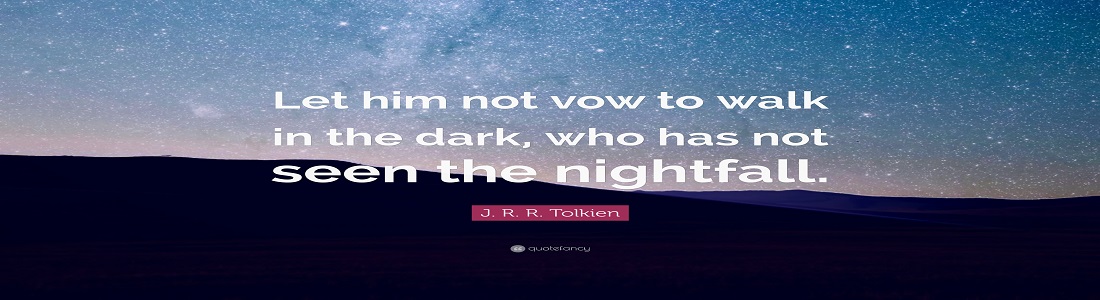 Let him not vow to walk
in the dark, who has not
seen the nightfall.
J. R. R. Tolkien
quotefancy